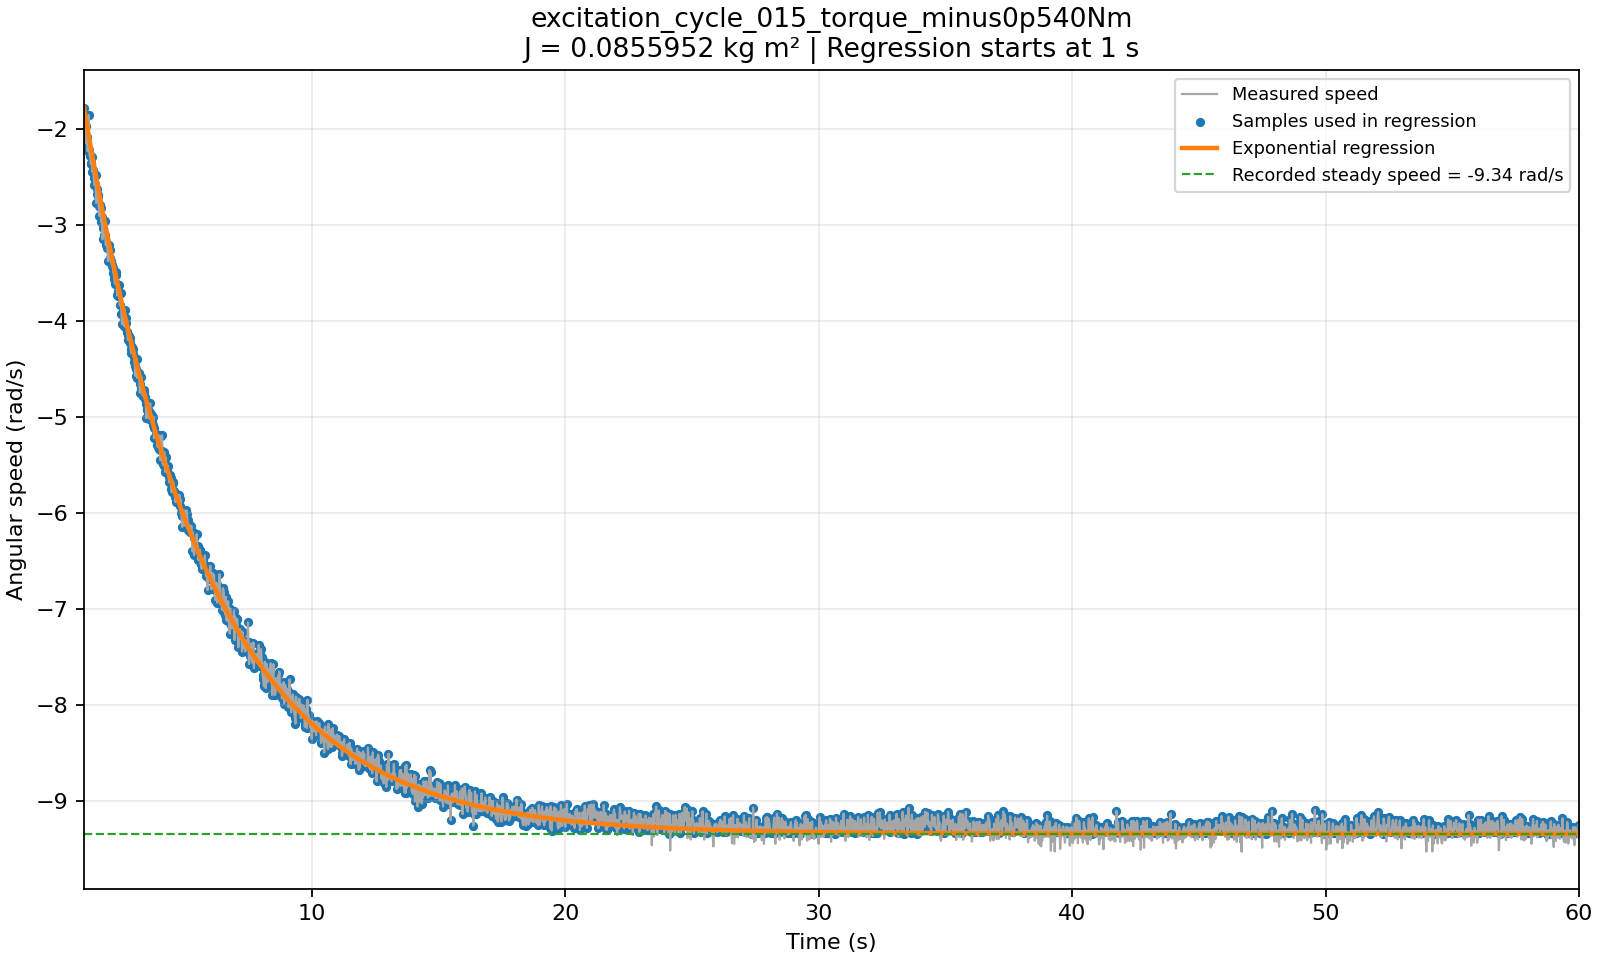 excitation_cycle_015_torque_minus0p540Nm
J = 0.0855952 kg m² | Regression starts at 1 s
Measured speed
Samples used in regression
Exponential regression
Recorded steady speed = -9.34 rad/s
Angular speed (rad/s)
−2
−3
−4
−5
−6
−7
−8
−9
10
20
30
40
50
60
Time (s)